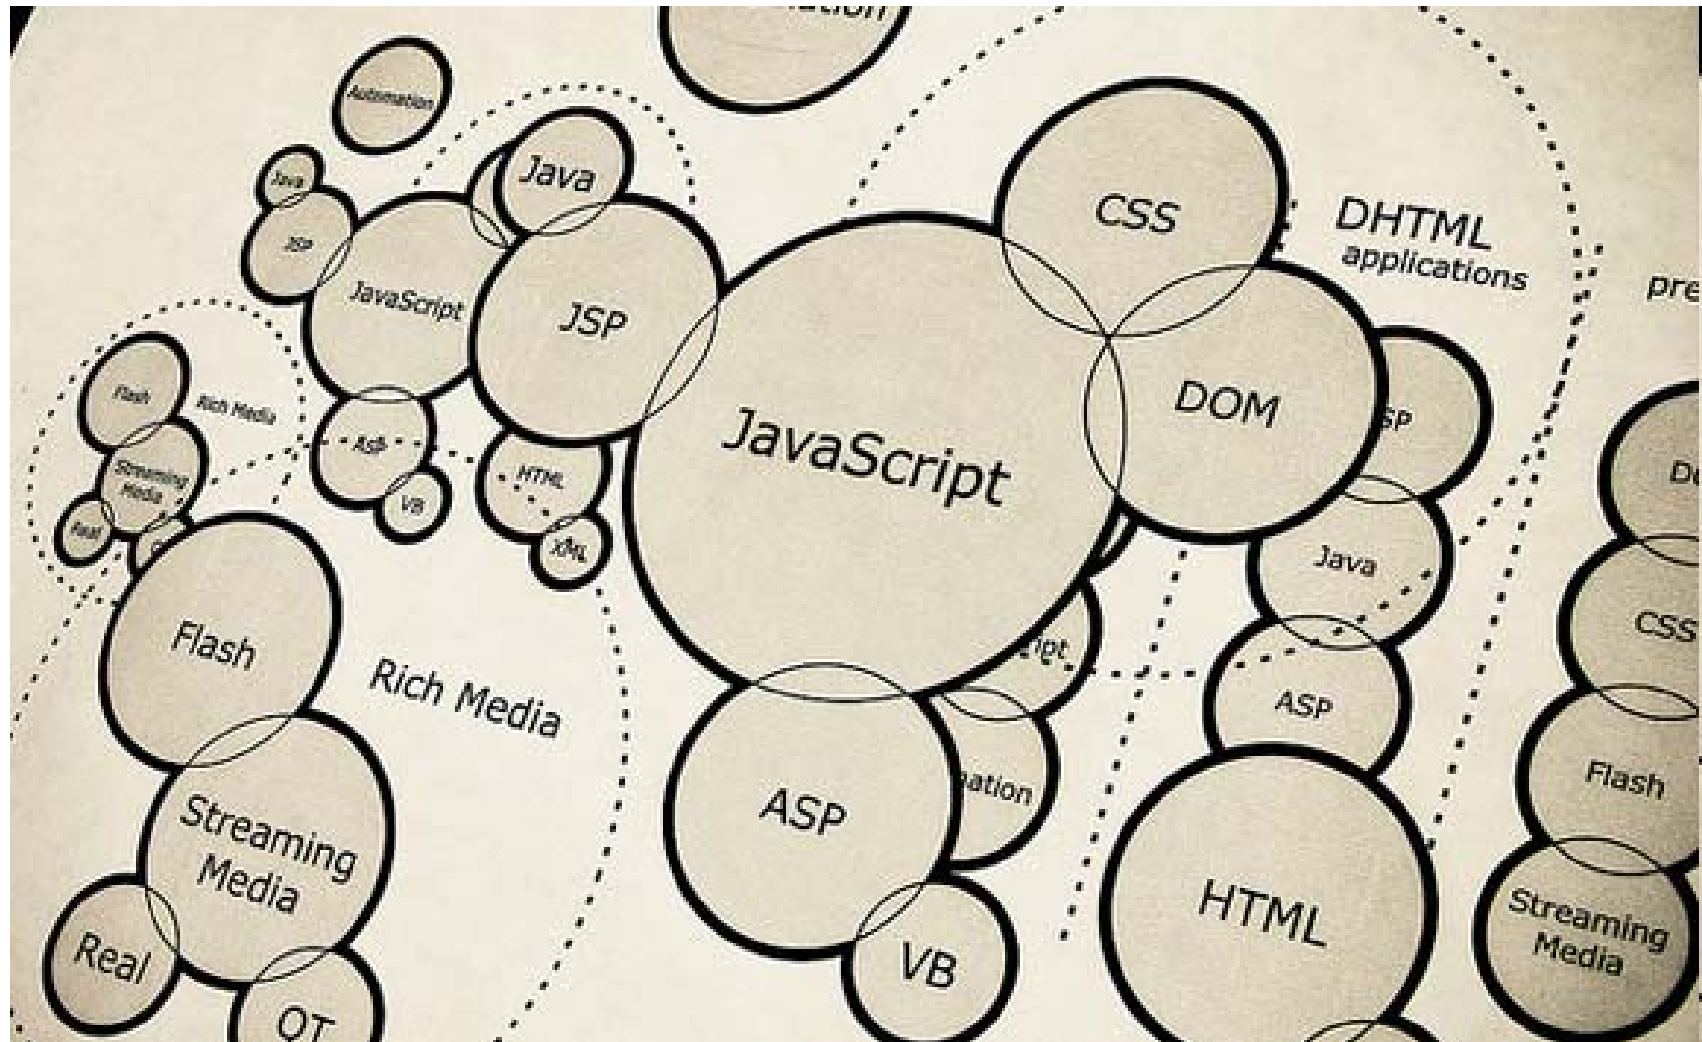 Automation
Java
Java
CSS
DHTML
applications
JSP
JavaScript
JSP
Flash
Rich Media
JavaScript
DOM
ASP
Streaming
Media
HTML
VB
Real
XML
Java
CSS
Flash
Rich Media
ASP
Flash
Streaming
Media
ASP
HTML
Streaming
Media
Real
VB
QT